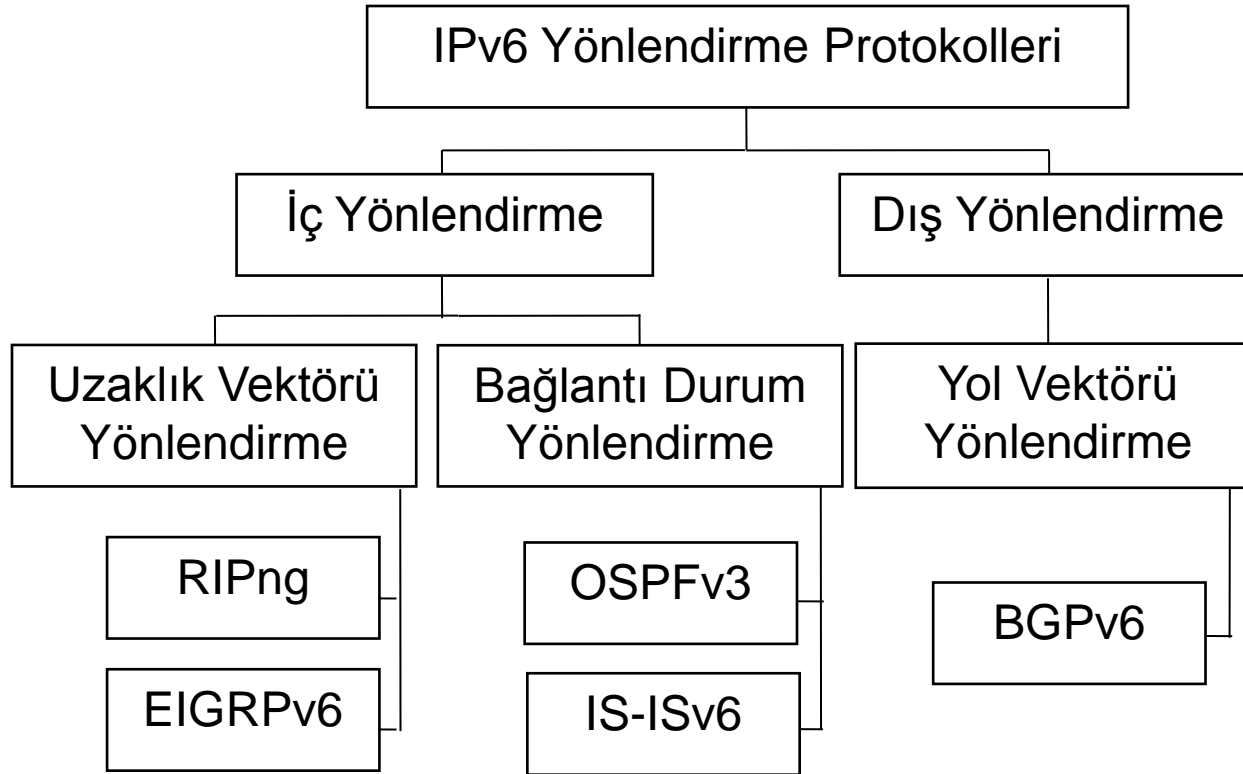 IPv6 Yönlendirme Protokolleri
İç Yönlendirme
Dış Yönlendirme
Uzaklık Vektörü
Yönlendirme
Bağlantı Durum
Yönlendirme
Yol Vektörü
Yönlendirme
RIPng
EIGRPv6
OSPFv3
IS-ISv6
BGPv6